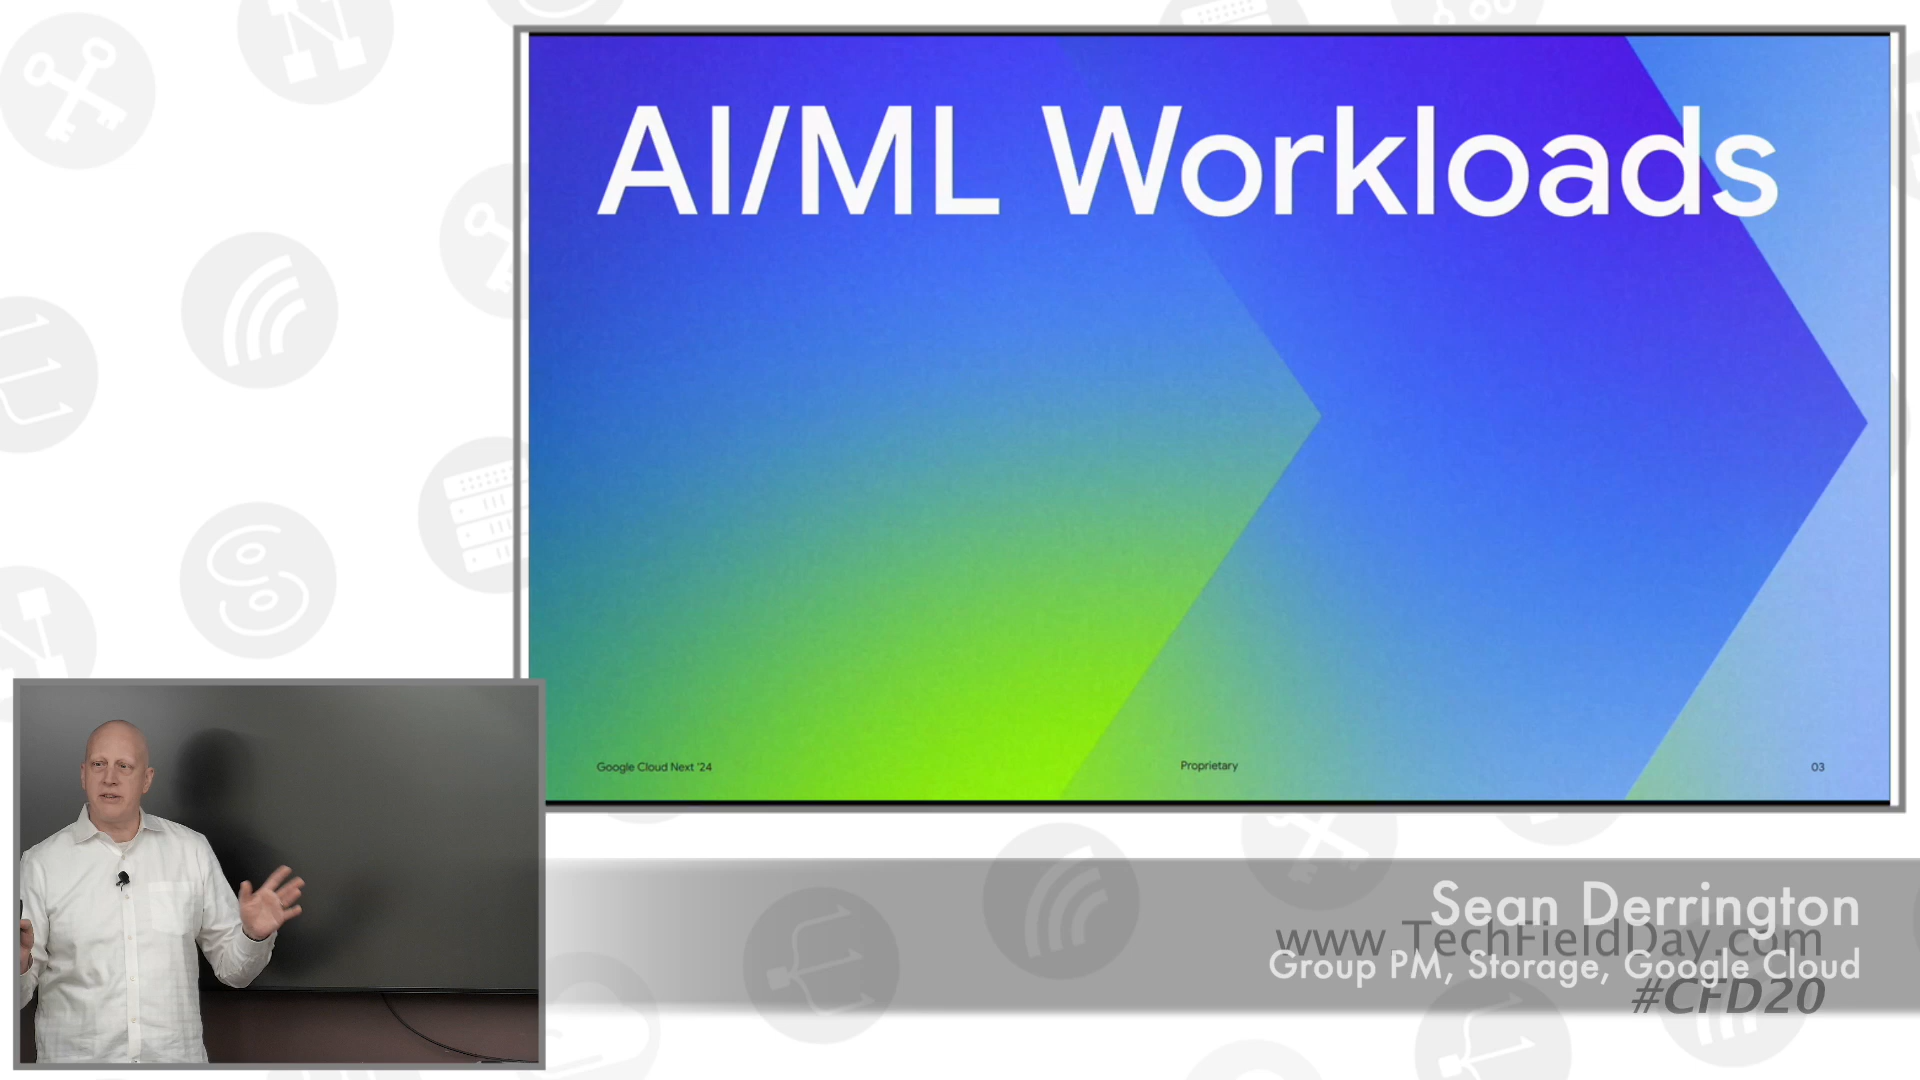 AI/ML Workloads
Google Cloud Next '24
Proprietary
03
Sean Derrington
www.TechFieldDay.com
Group PM, Storage, Google Cloud
#CFD20